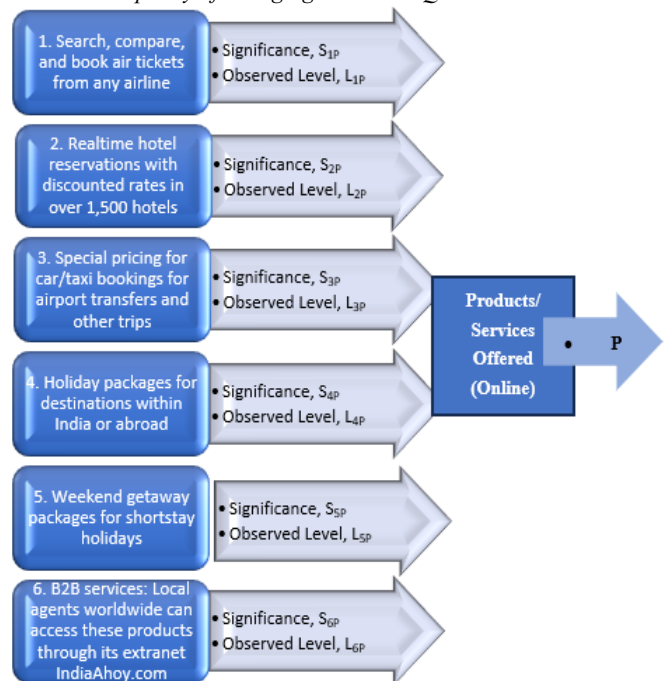 1. Search, compare,
and book air tickets
from any airline
• Significance, S1P
• Observed Level, L1P
2. Realtime hotel
reservations with
discounted rates in
over 1,500 hotels
• Significance, S2P
• Observed Level, L2P
3. Special pricing for
car/taxi bookings for
airport transfers and
other trips
• Significance, S3P
• Observed Level, L3P
Products/
Services
Offered
(Online)
• P
4. Holiday packages for
destinations within
India or abroad
• Significance, S4P
• Observed Level, L4P
5. Weekend getaway
packages for shortstay
holidays
• Significance, S5P
• Observed Level, L5P
6. B2B services: Local
agents worldwide can
access these products
through its extranet
IndiaAhoy.com
• Significance, S6P
• Observed Level, L6P